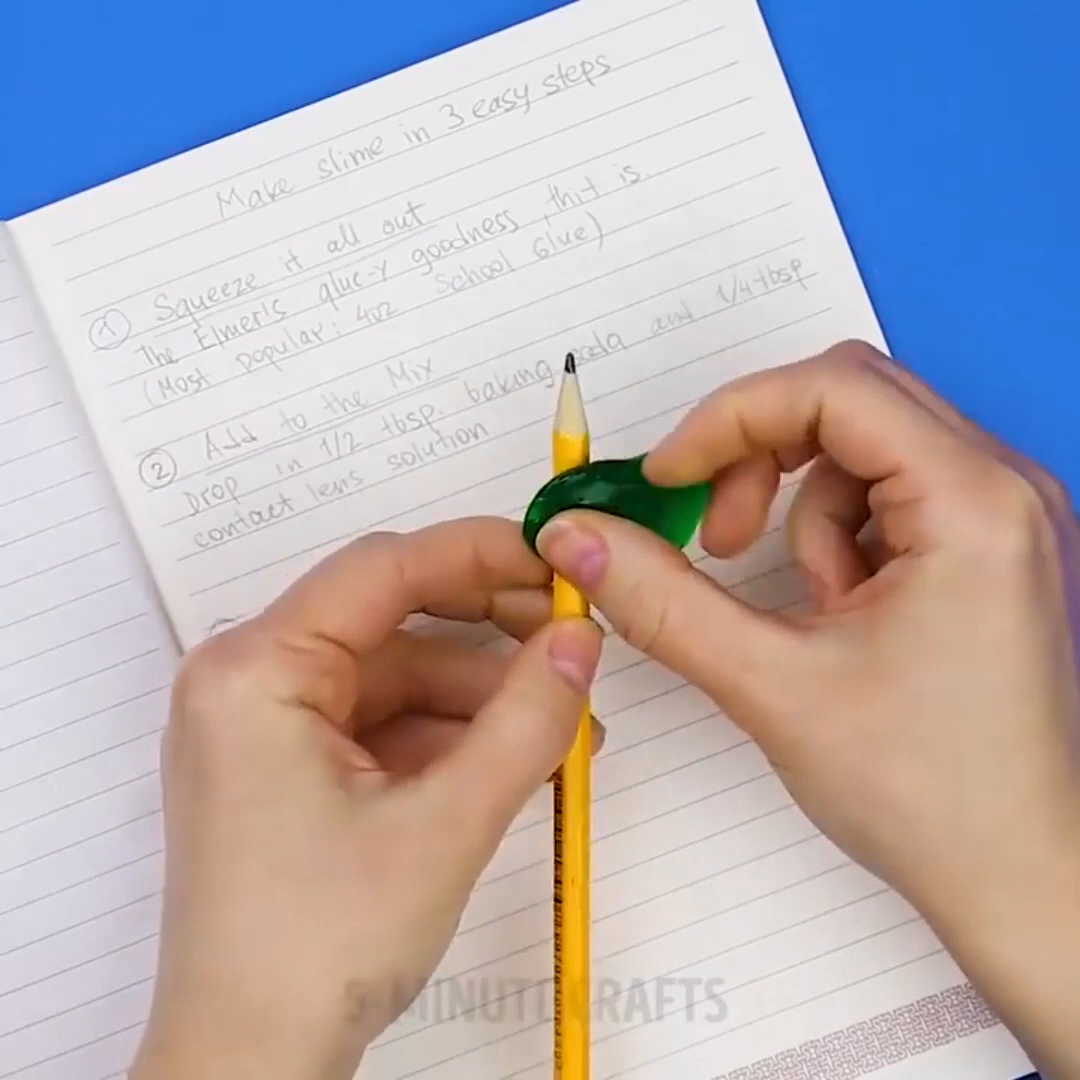 Make slime in 3 easy steps
① Squeeze it all out
The Elmer's glue-y goodness, that is.
(Most popular: 4oz School Glue)
② Add to the Mix
Drop in 1/2 tbsp. baking soda and 1/4 tbsp
contact lens solution
5-MINUTE CRAFTS